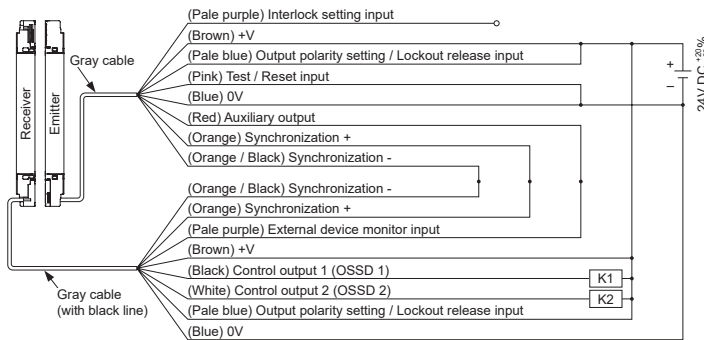 (Pale purple) Interlock setting input
(Brown) +V
(Pale blue) Output polarity setting / Lockout release input
(Pink) Test / Reset input
(Blue) 0V
(Red) Auxiliary output
(Orange) Synchronization +
(Orange / Black) Synchronization -
Gray cable
Receiver
Emitter
+
-
24V DC +20%
(Orange / Black) Synchronization -
(Orange) Synchronization +
(Pale purple) External device monitor input
(Brown) +V
(Black) Control output 1 (OSSD 1)
K1
(White) Control output 2 (OSSD 2)
K2
(Pale blue) Output polarity setting / Lockout release input
(Blue) 0V
Gray cable
(with black line)